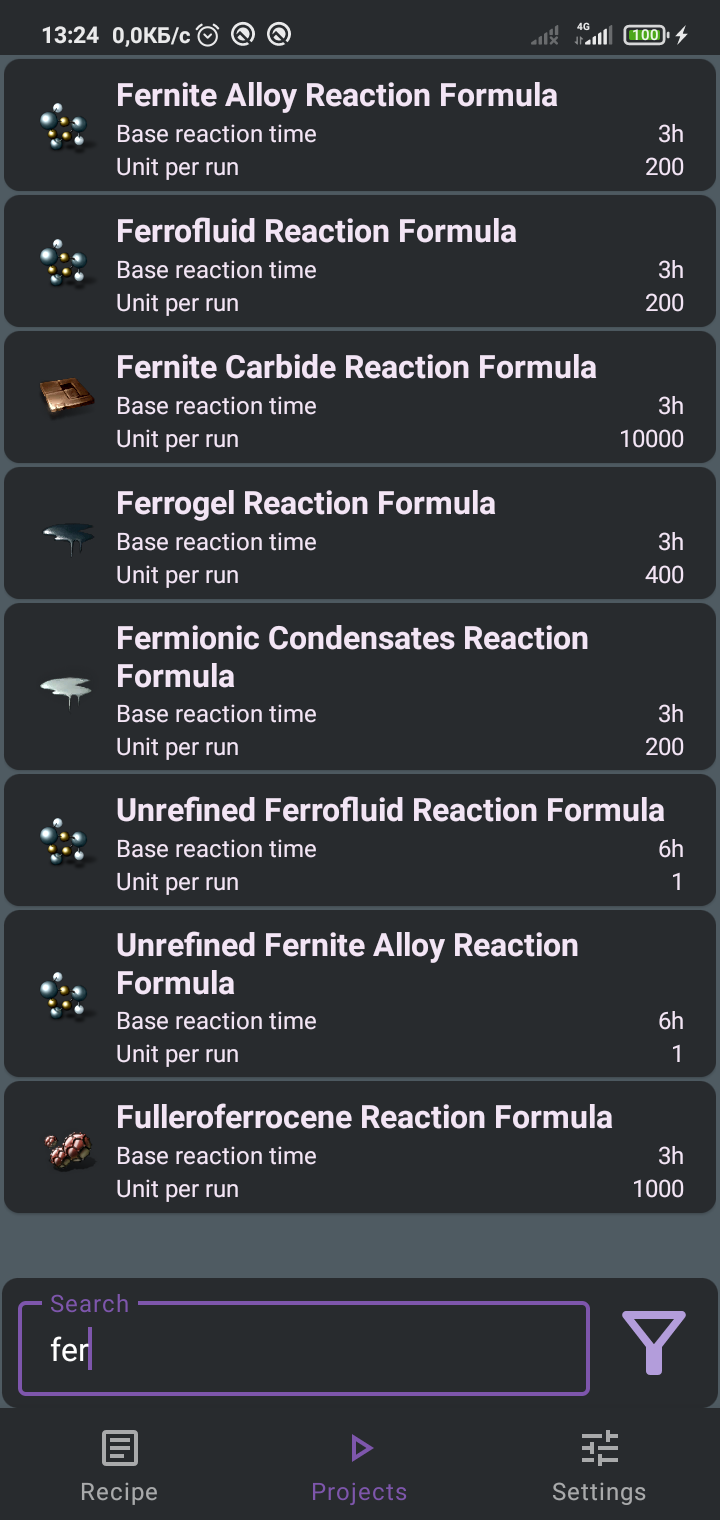 13:24 0,0КБ/с 4G 100
Fernite Alloy Reaction Formula
Base reaction time 3h
Unit per run 200
Ferrofluid Reaction Formula
Base reaction time 3h
Unit per run 200
Fernite Carbide Reaction Formula
Base reaction time 3h
Unit per run 10000
Ferrogel Reaction Formula
Base reaction time 3h
Unit per run 400
Fermionic Condensates Reaction
Formula
Base reaction time 3h
Unit per run 200
Unrefined Ferrofluid Reaction Formula
Base reaction time 6h
Unit per run 1
Unrefined Fernite Alloy Reaction
Formula
Base reaction time 6h
Unit per run 1
Fulleroferrocene Reaction Formula
Base reaction time 3h
Unit per run 1000
Search
fer
Recipe Projects Settings